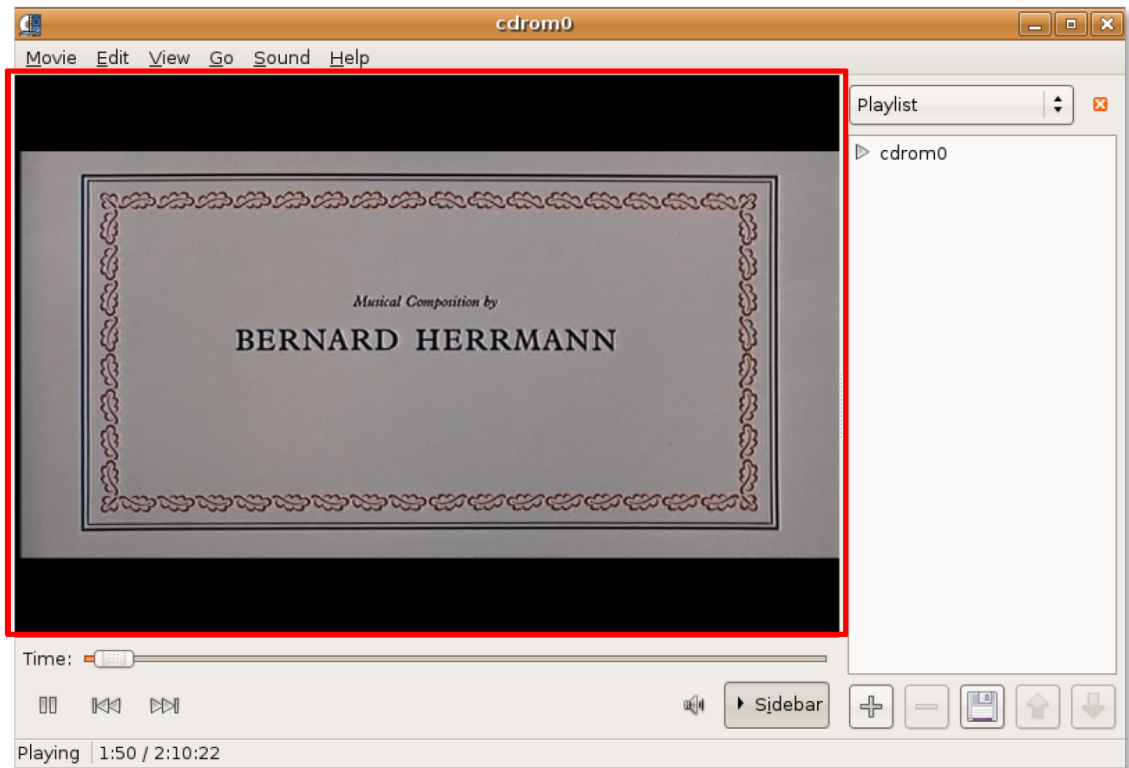 cdrom0
Movie Edit View Go Sound Help
Playlist
cdrom0
Musical Composition by
BERNARD HERRMANN
Time:
Sidebar
Playing 1:50 / 2:10:22